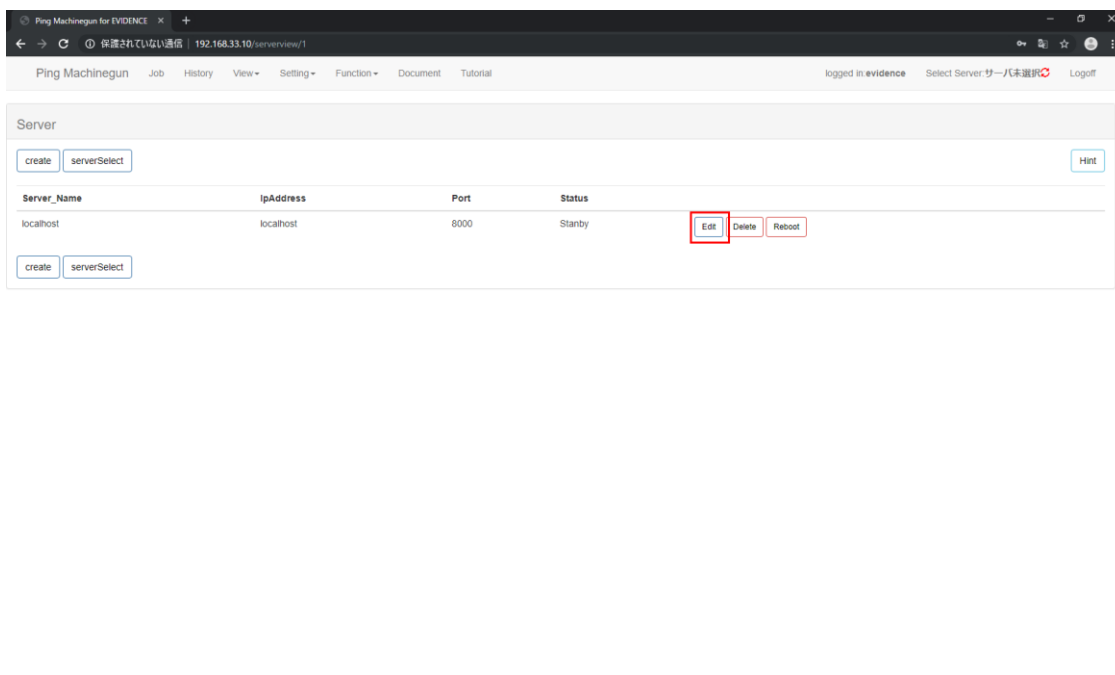 Ping Machinegun for EVIDENCE
保護されていない通信 | 192.168.33.10/serverview/1
Ping Machinegun Job History View Setting Function Document Tutorial logged in:evidence Select Server:サーバ未選択 Logoff
Server
create serverSelect Hint
Server_Name IpAddress Port Status
localhost localhost 8000 Stanby Edit Delete Reboot
create serverSelect